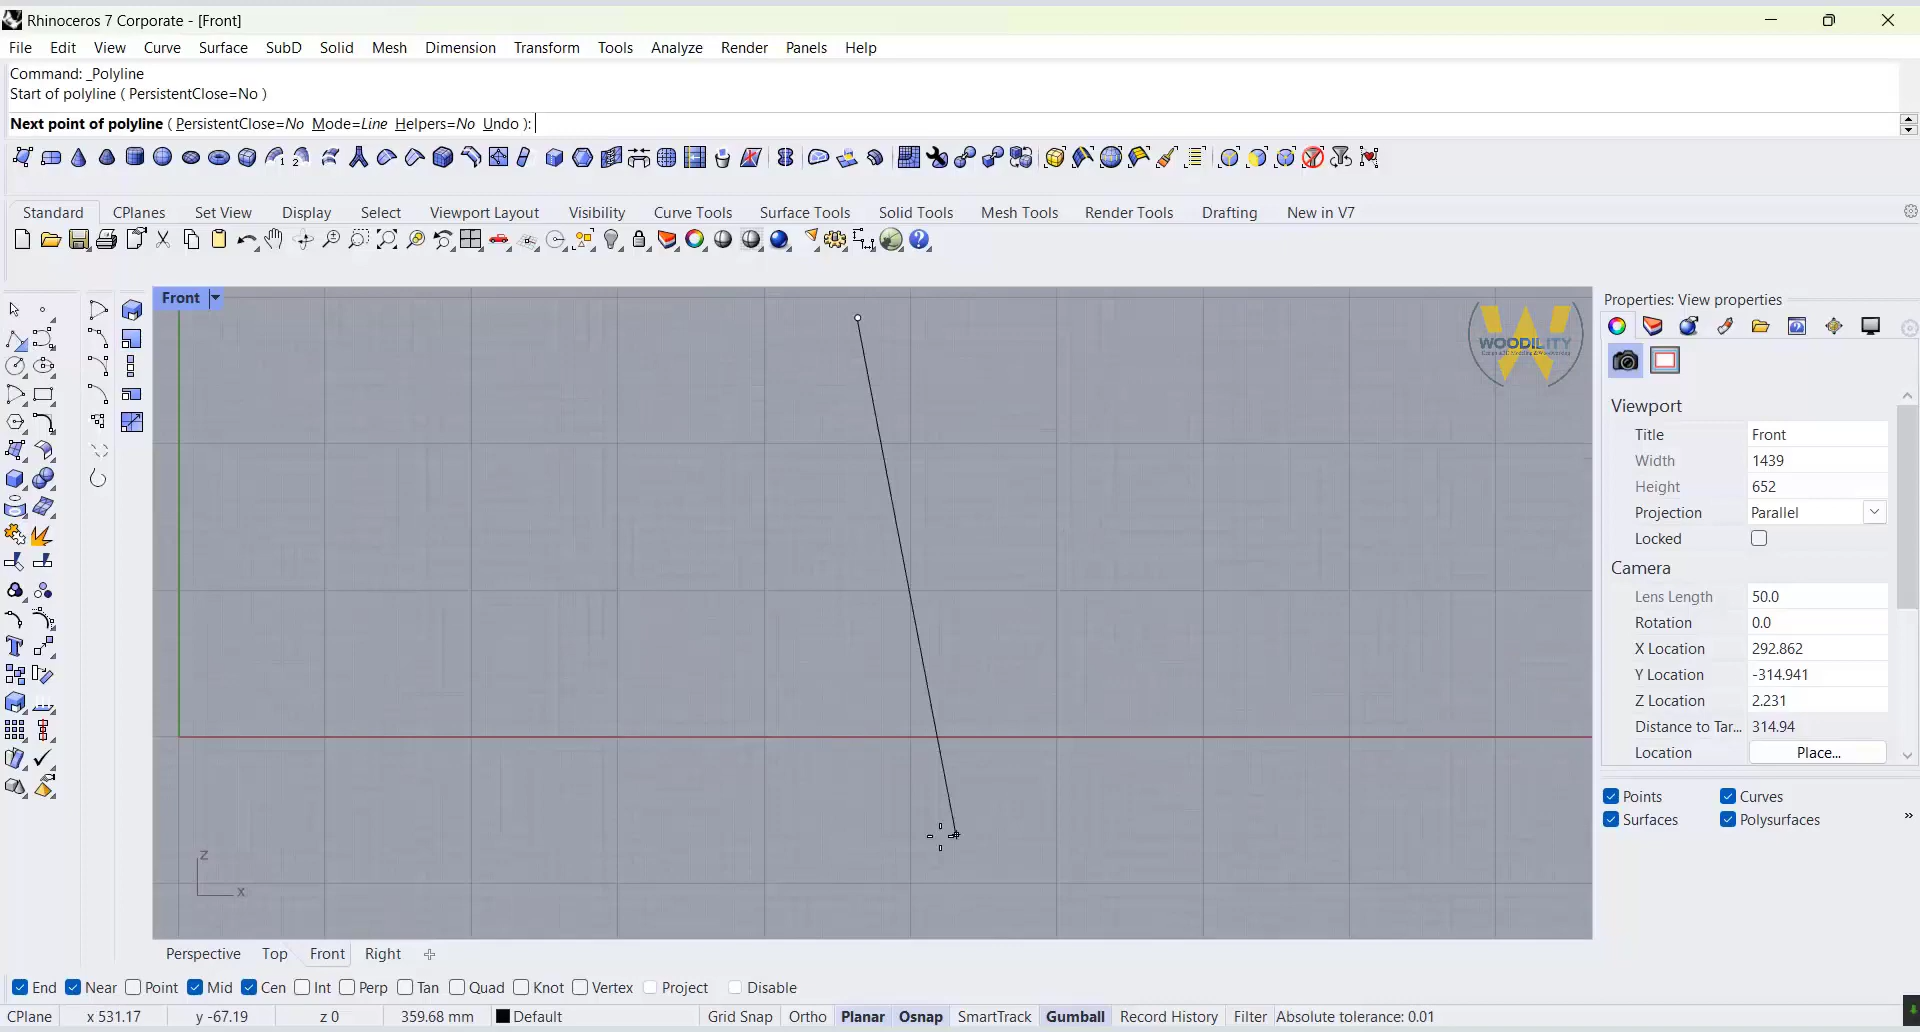 Rhinoceros 7 Corporate - [Front]
File Edit View Curve Surface SubD Solid Mesh Dimension Transform Tools Analyze Render Panels Help
Command: _Polyline
Start of polyline ( PersistentClose=No )
Next point of polyline ( PersistentClose=No Mode=Line Helpers=No Undo ):
Standard CPlanes Set View Display Select Viewport Layout Visibility Curve Tools Surface Tools Solid Tools Mesh Tools Render Tools Drafting New in V7
Front
WOODILITY
Properties: View properties
Viewport
Title Front
Width 1439
Height 652
Projection Parallel
Locked
Camera
Lens Length 50.0
Rotation 0.0
X Location 292.862
Y Location -314.941
Z Location 2.231
Distance to Tar... 314.94
Location Place...
Points Curves
Surfaces Polysurfaces »
z
x
Perspective Top Front Right
End Near Point Mid Cen Int Perp Tan Quad Knot Vertex Project Disable
CPlane x 531.17 y -67.19 z 0 359.68 mm Default Grid Snap Ortho Planar Osnap SmartTrack Gumball Record History Filter Absolute tolerance: 0.01